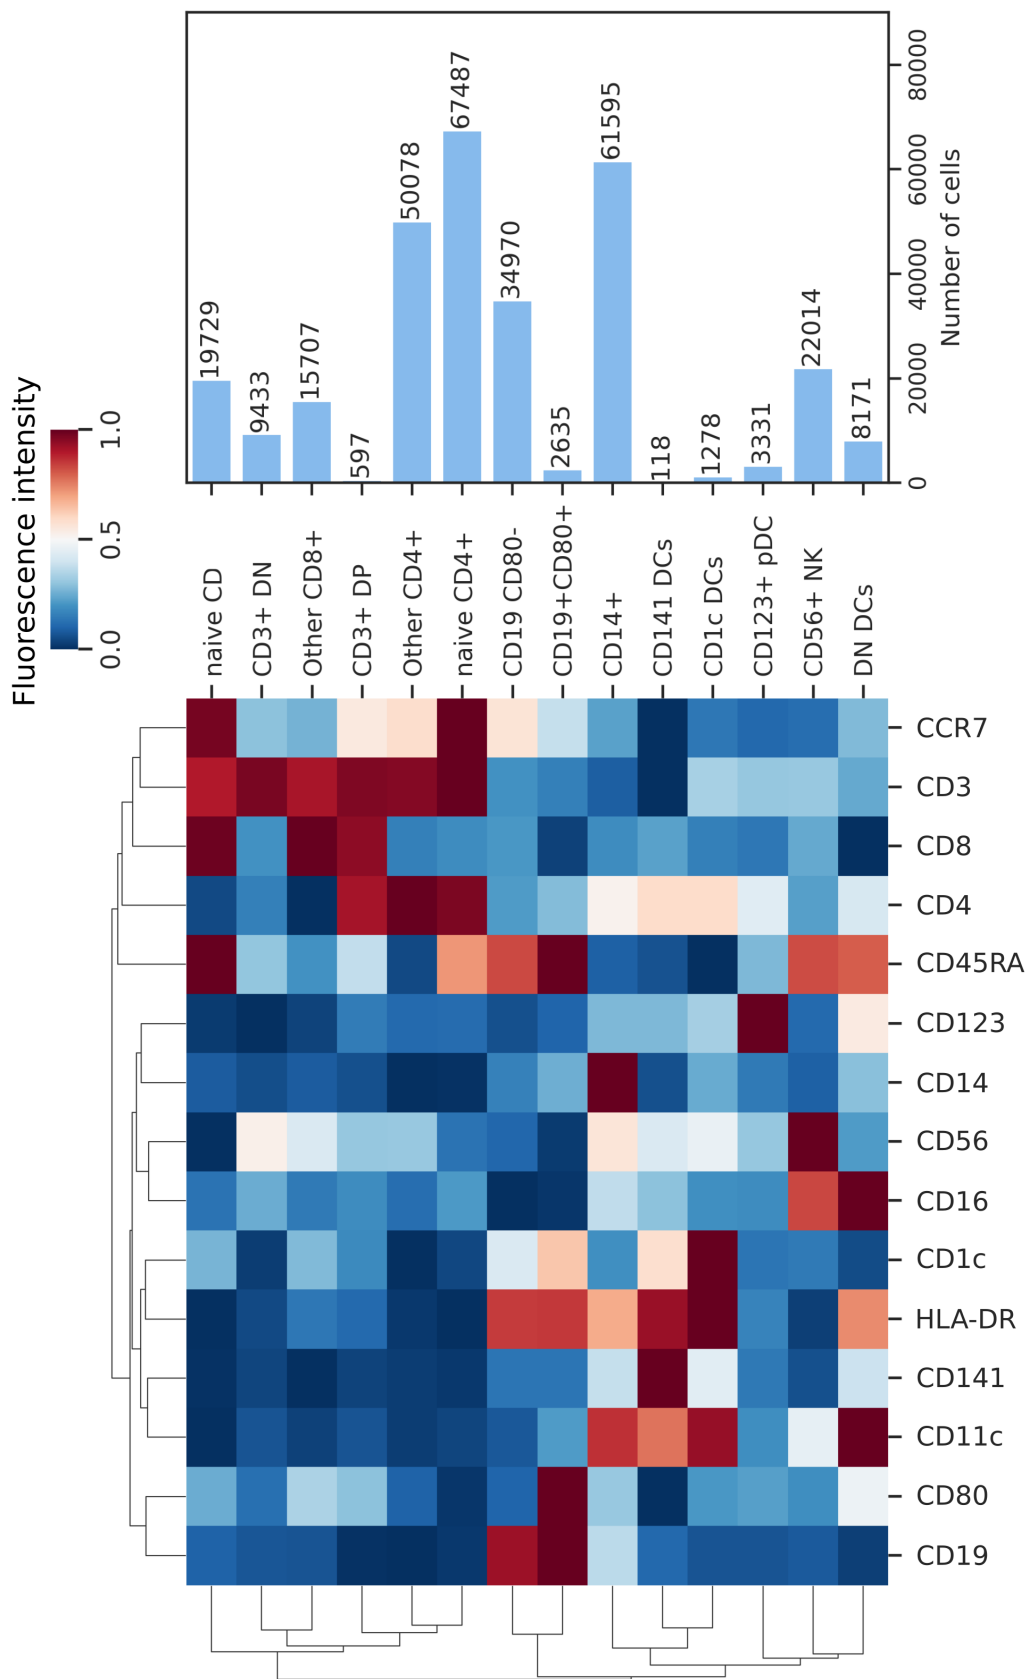 Fluorescence intensity
0.0
0.5
1.0
19729
9433
15707
597
50078
67487
34970
2635
61595
118
1278
3331
22014
8171
0
20000
40000
60000
80000
Number of cells
naive CD
CD3+ DN
Other CD8+
CD3+ DP
Other CD4+
naive CD4+
CD19 CD80-
CD19+CD80+
CD14+
CD141 DCs
CD1c DCs
CD123+ pDC
CD56+ NK
DN DCs
CCR7
CD3
CD8
CD4
CD45RA
CD123
CD14
CD56
CD16
CD1c
HLA-DR
CD141
CD11c
CD80
CD19